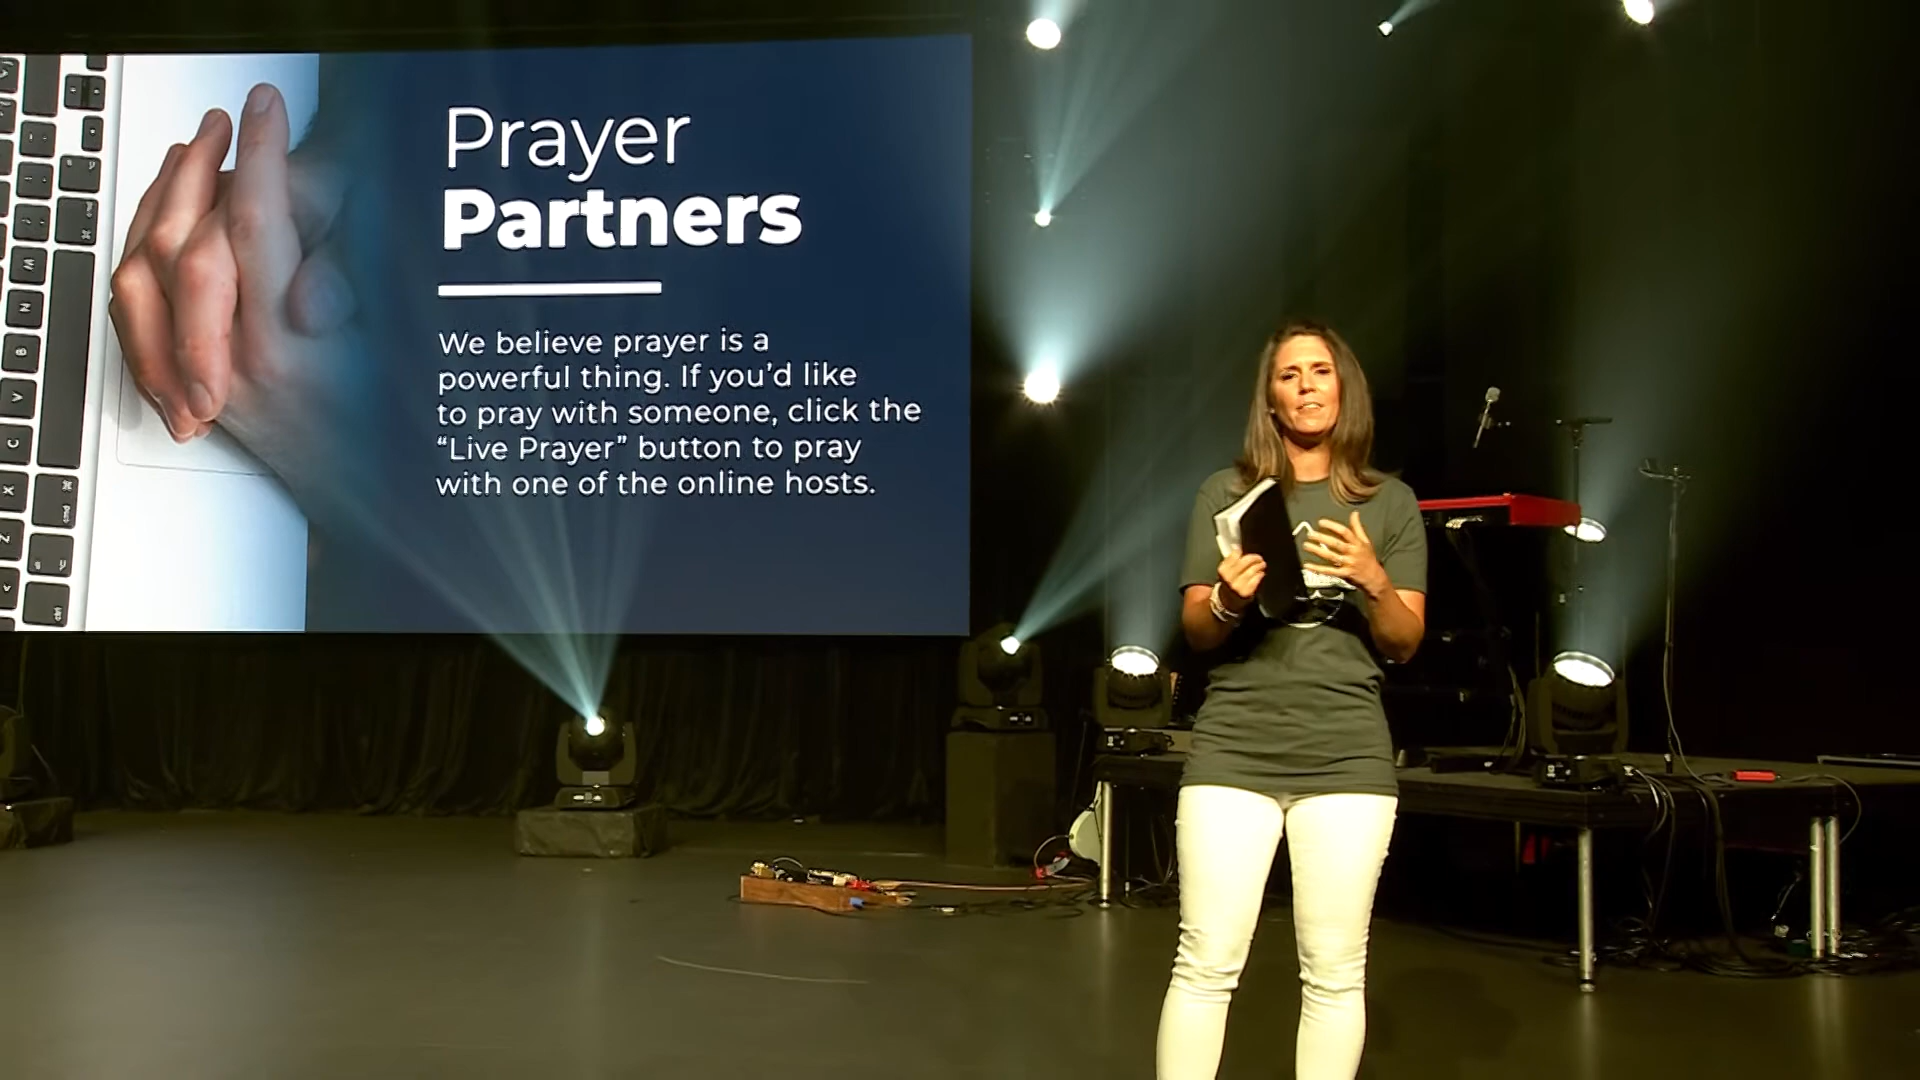 Prayer
Partners
We believe prayer is a
powerful thing. If you’d like
to pray with someone, click the
“Live Prayer” button to pray
with one of the online hosts.